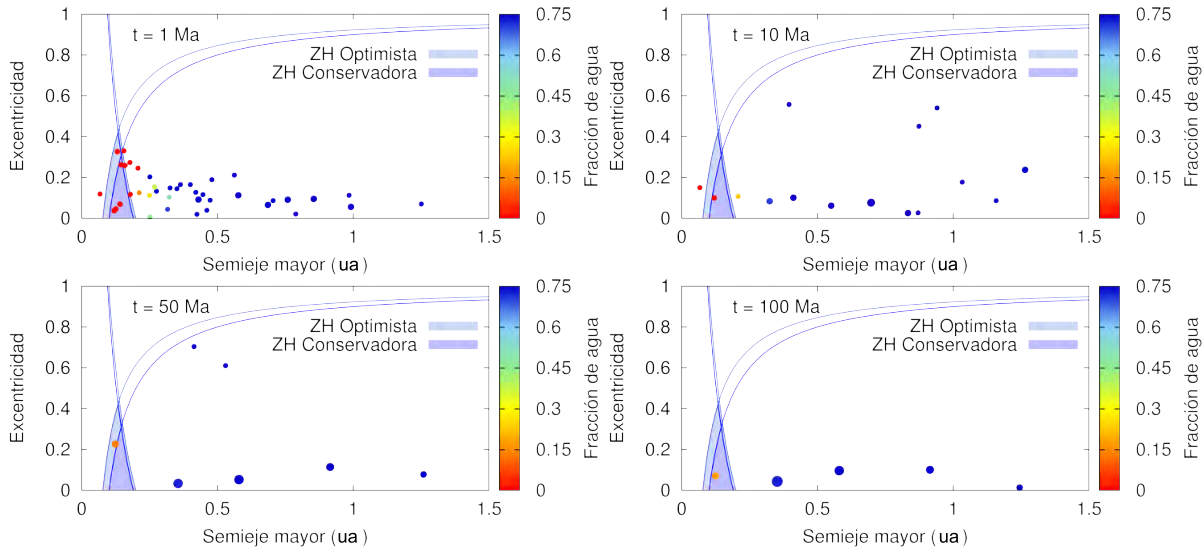 t = 1 Ma
ZH Optimista
ZH Conservadora
Excentricidad
0
0.2
0.4
0.6
0.8
1
0
0.5
1
1.5
Semieje mayor (ua)
0
0.15
0.3
0.45
0.6
0.75
Fracción de agua
t = 10 Ma
ZH Optimista
ZH Conservadora
Excentricidad
0
0.2
0.4
0.6
0.8
1
0
0.5
1
1.5
Semieje mayor (ua)
0
0.15
0.3
0.45
0.6
0.75
Fracción de agua
t = 50 Ma
ZH Optimista
ZH Conservadora
Excentricidad
0
0.2
0.4
0.6
0.8
1
0
0.5
1
1.5
Semieje mayor (ua)
0
0.15
0.3
0.45
0.6
0.75
Fracción de agua
t = 100 Ma
ZH Optimista
ZH Conservadora
Excentricidad
0
0.2
0.4
0.6
0.8
1
0
0.5
1
1.5
Semieje mayor (ua)
0
0.15
0.3
0.45
0.6
0.75
Fracción de agua